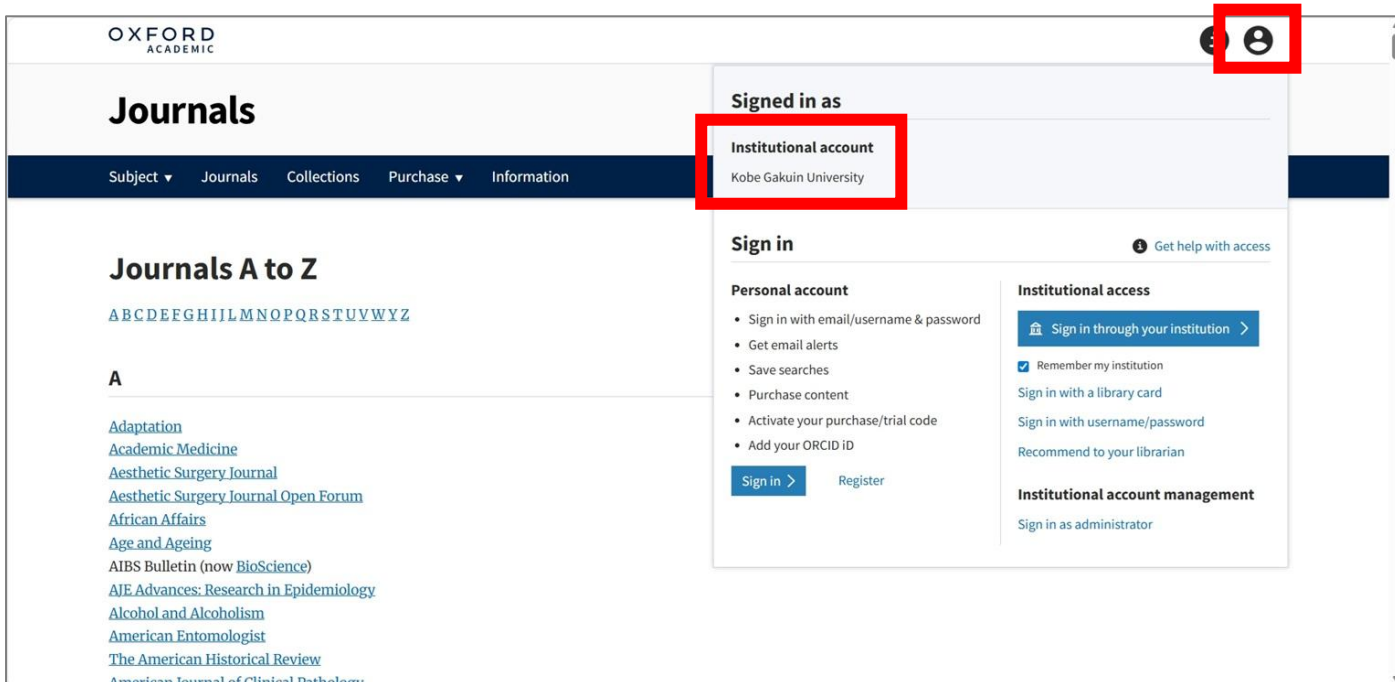 OXFORD
ACADEMIC
Journals
Subject Journals Collections Purchase Information
Signed in as
Institutional account
Kobe Gakuin University
Sign in
Get help with access
Personal account
Sign in with email/username & password
Get email alerts
Save searches
Purchase content
Activate your purchase/trial code
Add your ORCID iD
Sign in
Register
Institutional access
Sign in through your institution
Remember my institution
Sign in with a library card
Sign in with username/password
Recommend to your librarian
Institutional account management
Sign in as administrator
Journals A to Z
A B C D E F G H I J L M N O P Q R S T U V W Y Z
A
Adaptation
Academic Medicine
Aesthetic Surgery Journal
Aesthetic Surgery Journal Open Forum
African Affairs
Age and Ageing
AIBS Bulletin (now BioScience)
AJE Advances: Research in Epidemiology
Alcohol and Alcoholism
American Entomologist
The American Historical Review
American Journal of Clinical Pathology